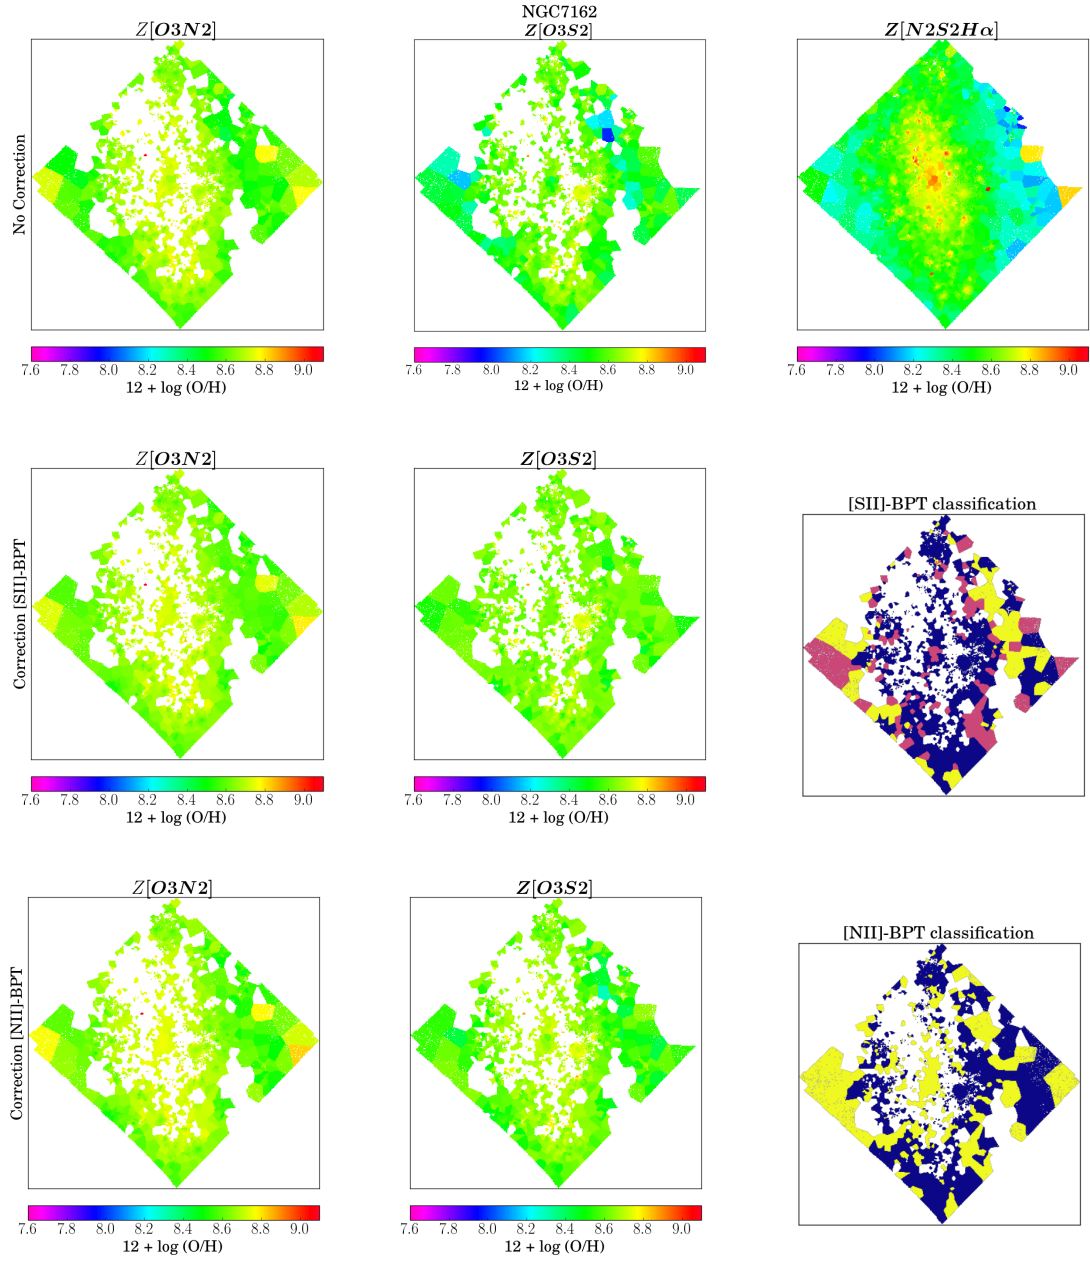 NGC7162
Z[O3N2]
Z[O3S2]
Z[N2S2Hα]
No Correction
7.6 7.8 8.0 8.2 8.4 8.6 8.8 9.0
12 + log (O/H)
7.6 7.8 8.0 8.2 8.4 8.6 8.8 9.0
12 + log (O/H)
7.6 7.8 8.0 8.2 8.4 8.6 8.8 9.0
12 + log (O/H)
Z[O3N2]
Z[O3S2]
[SII]-BPT classification
Correction [SII]-BPT
7.6 7.8 8.0 8.2 8.4 8.6 8.8 9.0
12 + log (O/H)
7.6 7.8 8.0 8.2 8.4 8.6 8.8 9.0
12 + log (O/H)
Z[O3N2]
Z[O3S2]
[NII]-BPT classification
Correction [NII]-BPT
7.6 7.8 8.0 8.2 8.4 8.6 8.8 9.0
12 + log (O/H)
7.6 7.8 8.0 8.2 8.4 8.6 8.8 9.0
12 + log (O/H)